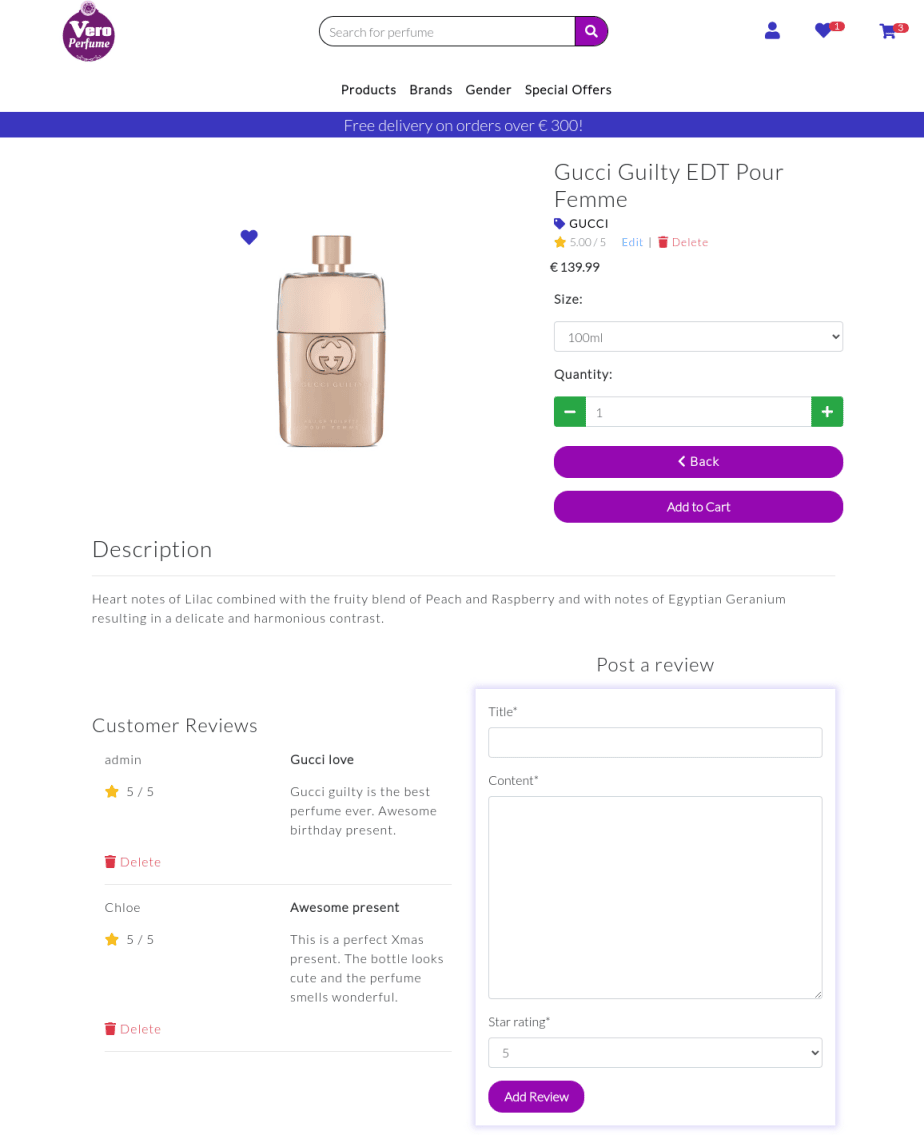 Vero
Perfume
Search for perfume
1
3
Products Brands Gender Special Offers
Free delivery on orders over € 300!
Gucci Guilty EDT Pour
Femme
GUCCI
5.00 / 5 Edit | Delete
€ 139.99
Size:
100ml
Quantity:
1
Back
Add to Cart
GUCCI GUILTY
Description
Heart notes of Lilac combined with the fruity blend of Peach and Raspberry and with notes of Egyptian Geranium
resulting in a delicate and harmonious contrast.
Customer Reviews
admin
Gucci love
5 / 5
Gucci guilty is the best
perfume ever. Awesome
birthday present.
Delete
Chloe
Awesome present
5 / 5
This is a perfect Xmas
present. The bottle looks
cute and the perfume
smells wonderful.
Delete
Post a review
Title*
Content*
Star rating*
5
Add Review